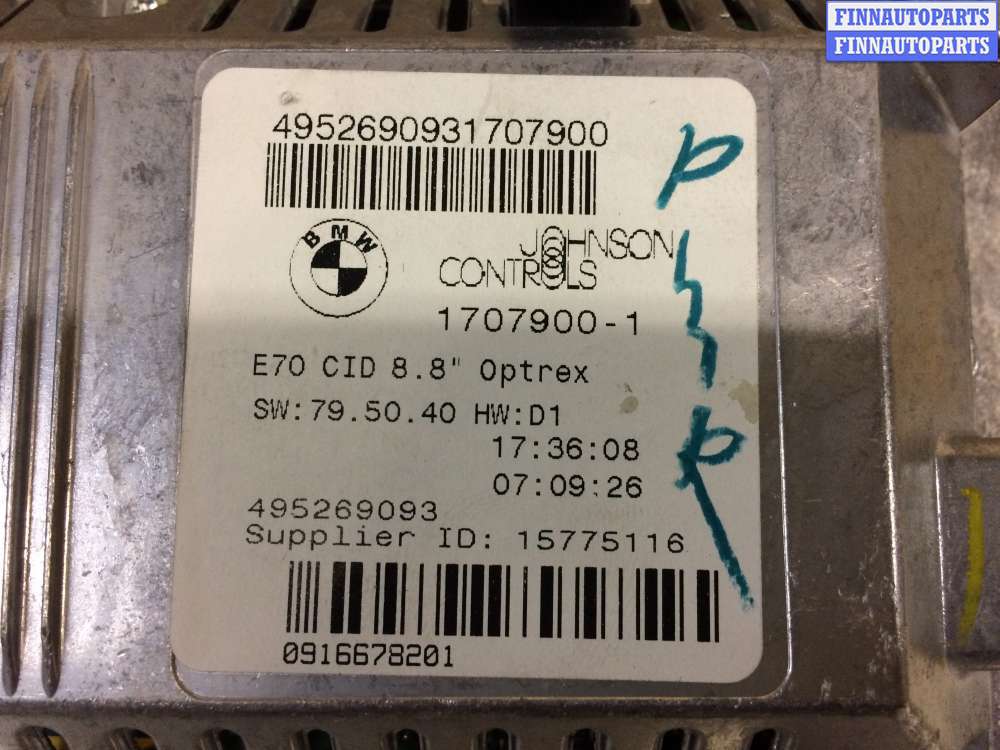 FINNAUTOPARTS
FINNAUTOPARTS
4952690931707900
BMW
JOHNSON
CONTROLS
1707900-1
E70 CID 8.8" Optrex
SW:79.50.40 HW:D1
17:36:08
07:09:26
495269093
Supplier ID: 15775116
0916678201